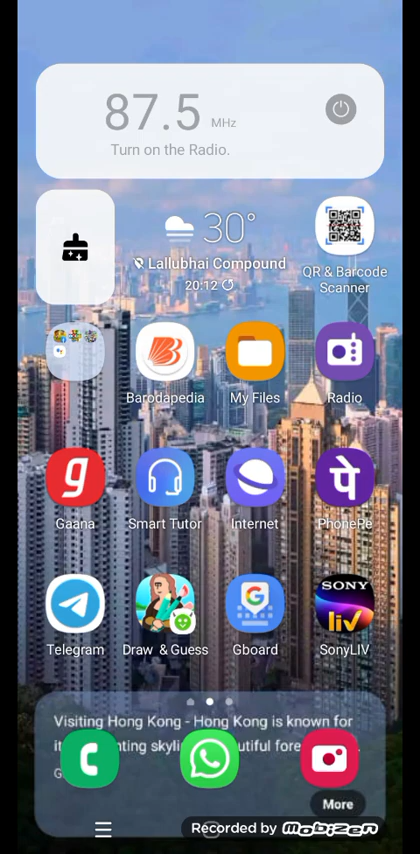 87.5 MHz
Turn on the Radio.
30°
Lallubhai Compound
20:12
QR & Barcode
Scanner
Barodapedia
My Files
Radio
Gaana
Smart Tutor
Internet
PhonePe
Telegram
Draw & Guess
Gboard
SONY
liv
SonyLIV
Visiting Hong Kong - Hong Kong is known for
More
Recorded by mobizen